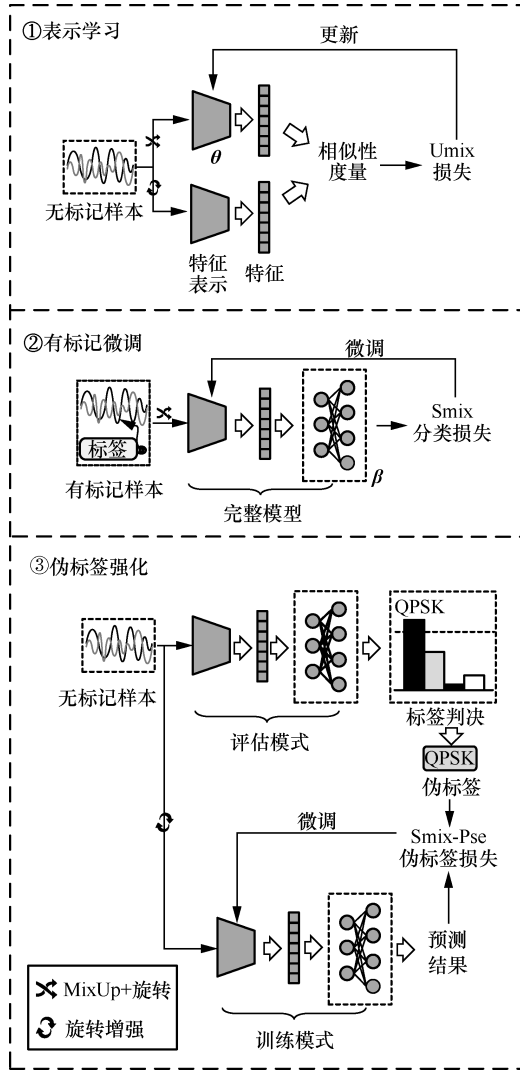 ①表示学习
更新
θ
无标记样本
相似性
度量
Umix
损失
特征
表示
特征
②有标记微调
微调
标签
Smix
分类损失
有标记样本
β
完整模型
③伪标签强化
QPSK
无标记样本
标签判决
评估模式
QPSK
伪标签
微调
Smix-Pse
伪标签损失
预测
结果
MixUp+旋转
旋转增强
训练模式